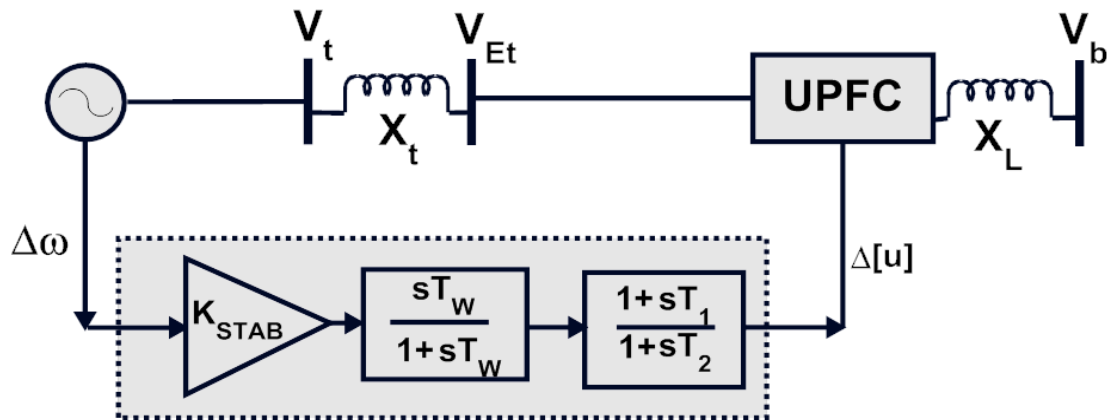 V_t
V_Et
V_b
UPFC
X_t
X_L
Δω
Δ[u]
K_STAB
sT_W
1+sT_W
1+sT_1
1+sT_2